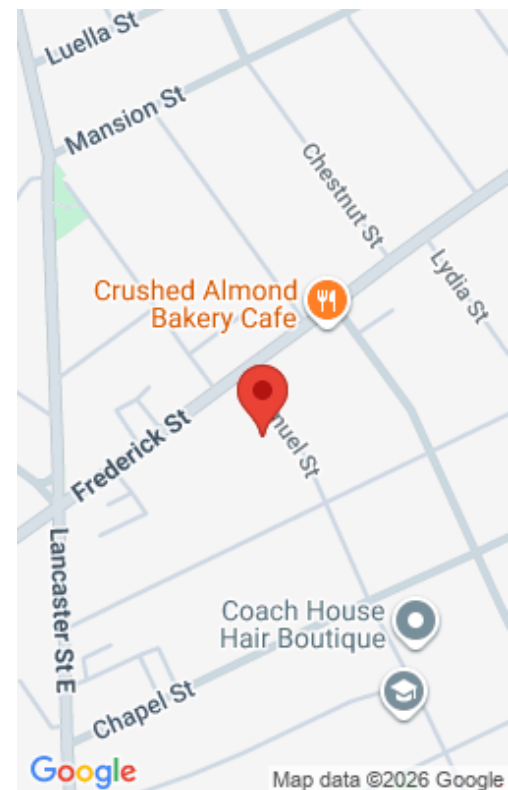 Luella St
Mansion St
Chestnut St
Lydia St
Crushed Almond
Bakery Cafe
Frederick St
nuel St
Lancaster St E
Coach House
Hair Boutique
Chapel St
Google
Map data ©2026 Google